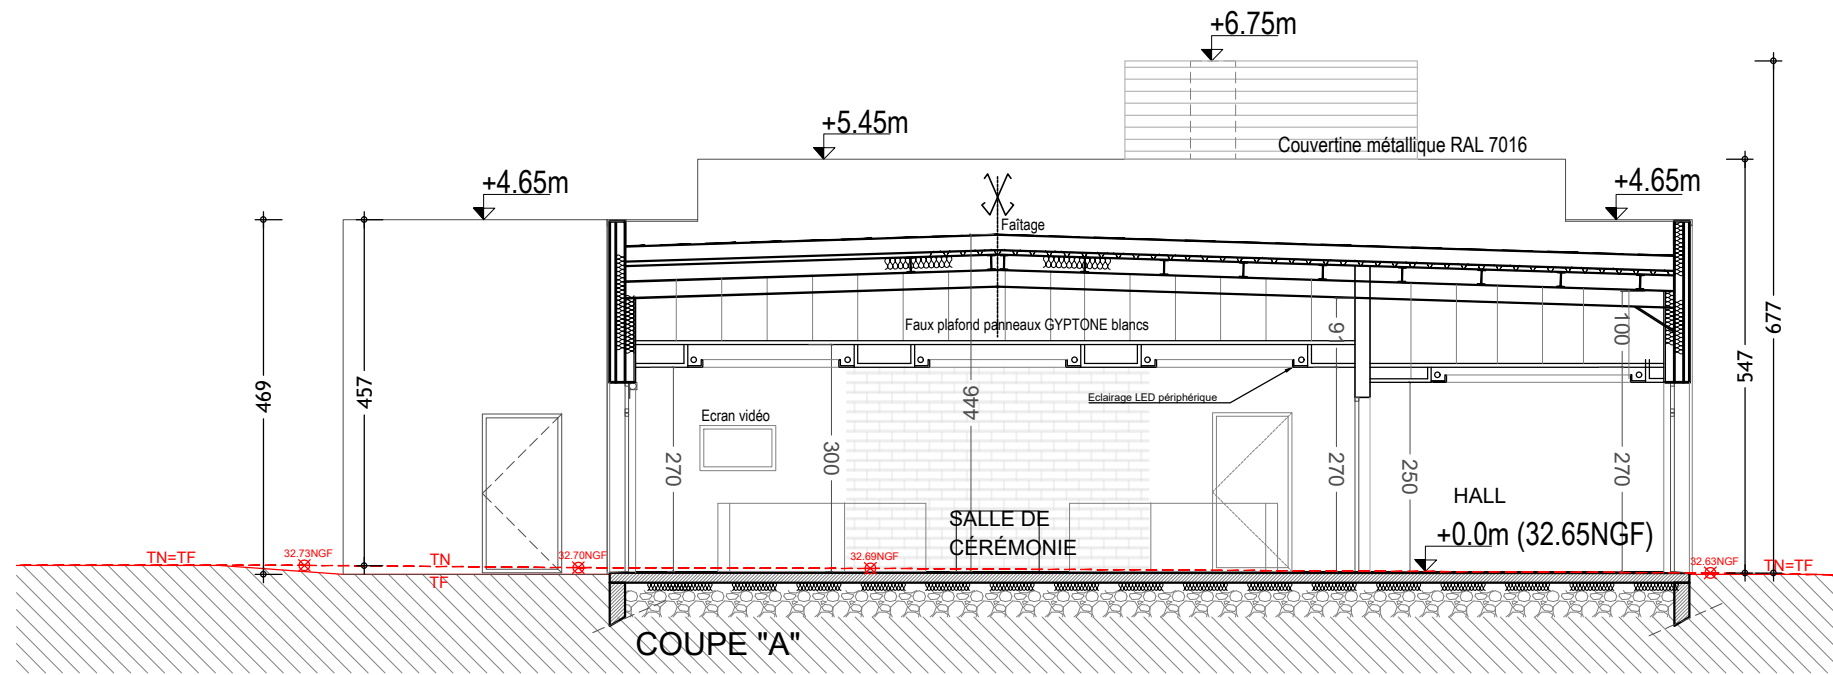 +6.75m
+5.45m
Couvertine métallique RAL 7016
+4.65m
+4.65m
Faîtage
Faux plafond panneaux GYPTONE blancs
100
677
547
469
457
446
Eclairage LED périphérique
Ecran vidéo
270
300
270
250
270
HALL
SALLE DE
CÉRÉMONIE
+0.0m (32.65NGF)
TN=TF
32.73NGF
TN
32.70NGF
32.69NGF
32.63NGF
TN=TF
TF
COUPE "A"